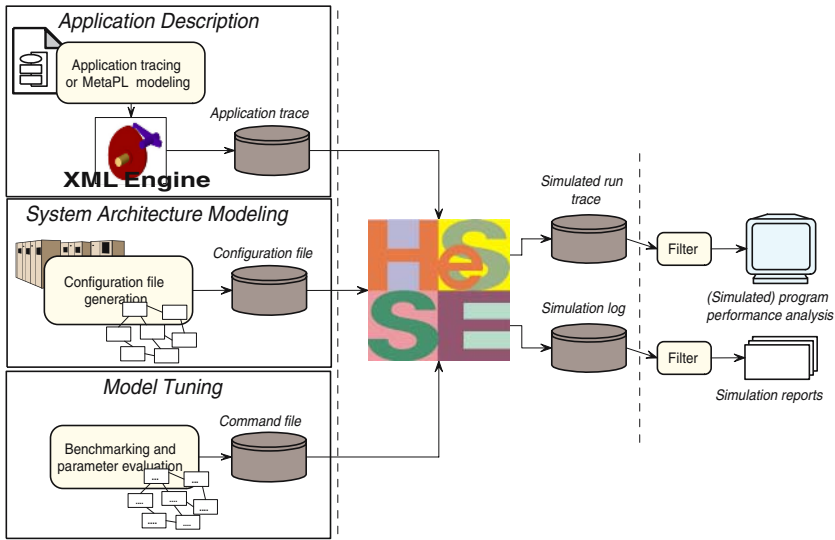 Application Description
Application tracing
or MetaPL modeling
Application trace
XML Engine
System Architecture Modeling
Configuration file
generation
Configuration file
Model Tuning
Benchmarking and
parameter evaluation
...
...
....
....
....
....
...
Command file
HeSSE
Simulated run
trace
Filter
(Simulated) program
performance analysis
Simulation log
Filter
Simulation reports